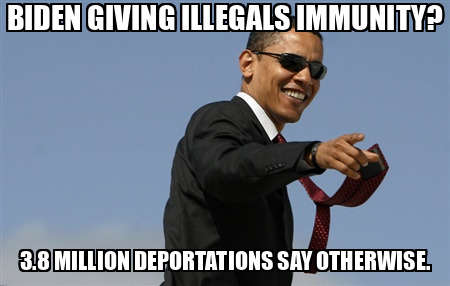 BIDEN GIVING ILLEGALS IMMUNITY?
3.8 MILLION DEPORTATIONS SAY OTHERWISE.